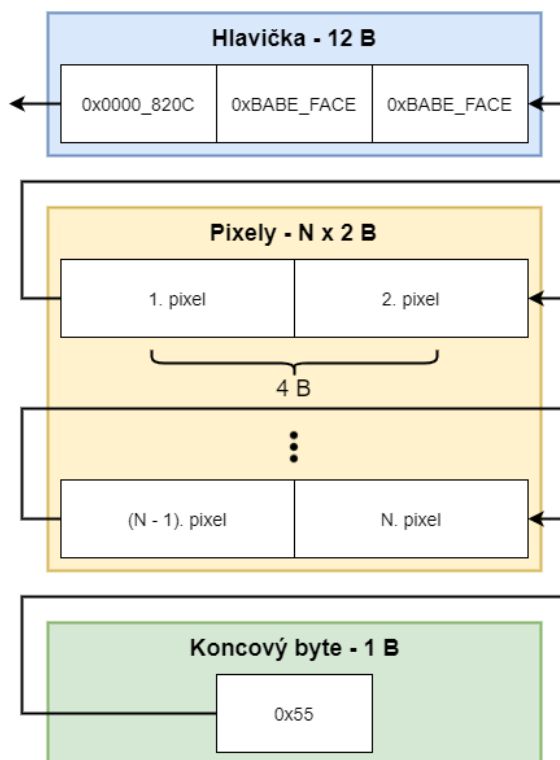 Hlavička - 12 B
0x0000_820C 0xBABE_FACE 0xBABE_FACE
Pixely - N x 2 B
1. pixel 2. pixel
4 B
(N - 1). pixel N. pixel
Koncový byte - 1 B
0x55